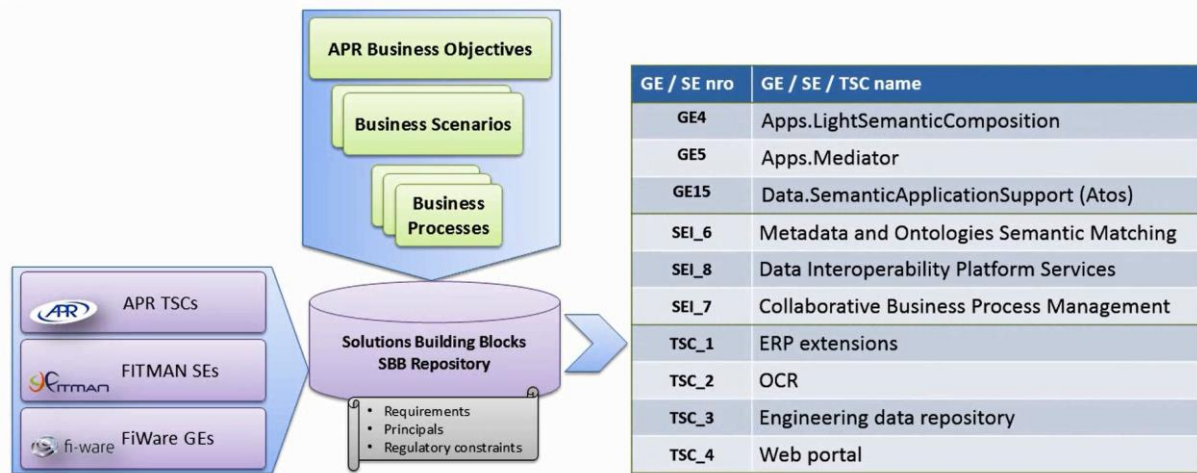 APR Business Objectives
Business Scenarios
Business
Processes
APR APR TSCs
FITMAN FITMAN SEs
fi-ware FiWare GEs
Solutions Building Blocks
SBB Repository
• Requirements
• Principals
• Regulatory constraints
GE / SE nro GE / SE / TSC name
GE4 Apps.LightSemanticComposition
GE5 Apps.Mediator
GE15 Data.SemanticApplicationSupport (Atos)
SEI_6 Metadata and Ontologies Semantic Matching
SEI_8 Data Interoperability Platform Services
SEI_7 Collaborative Business Process Management
TSC_1 ERP extensions
TSC_2 OCR
TSC_3 Engineering data repository
TSC_4 Web portal